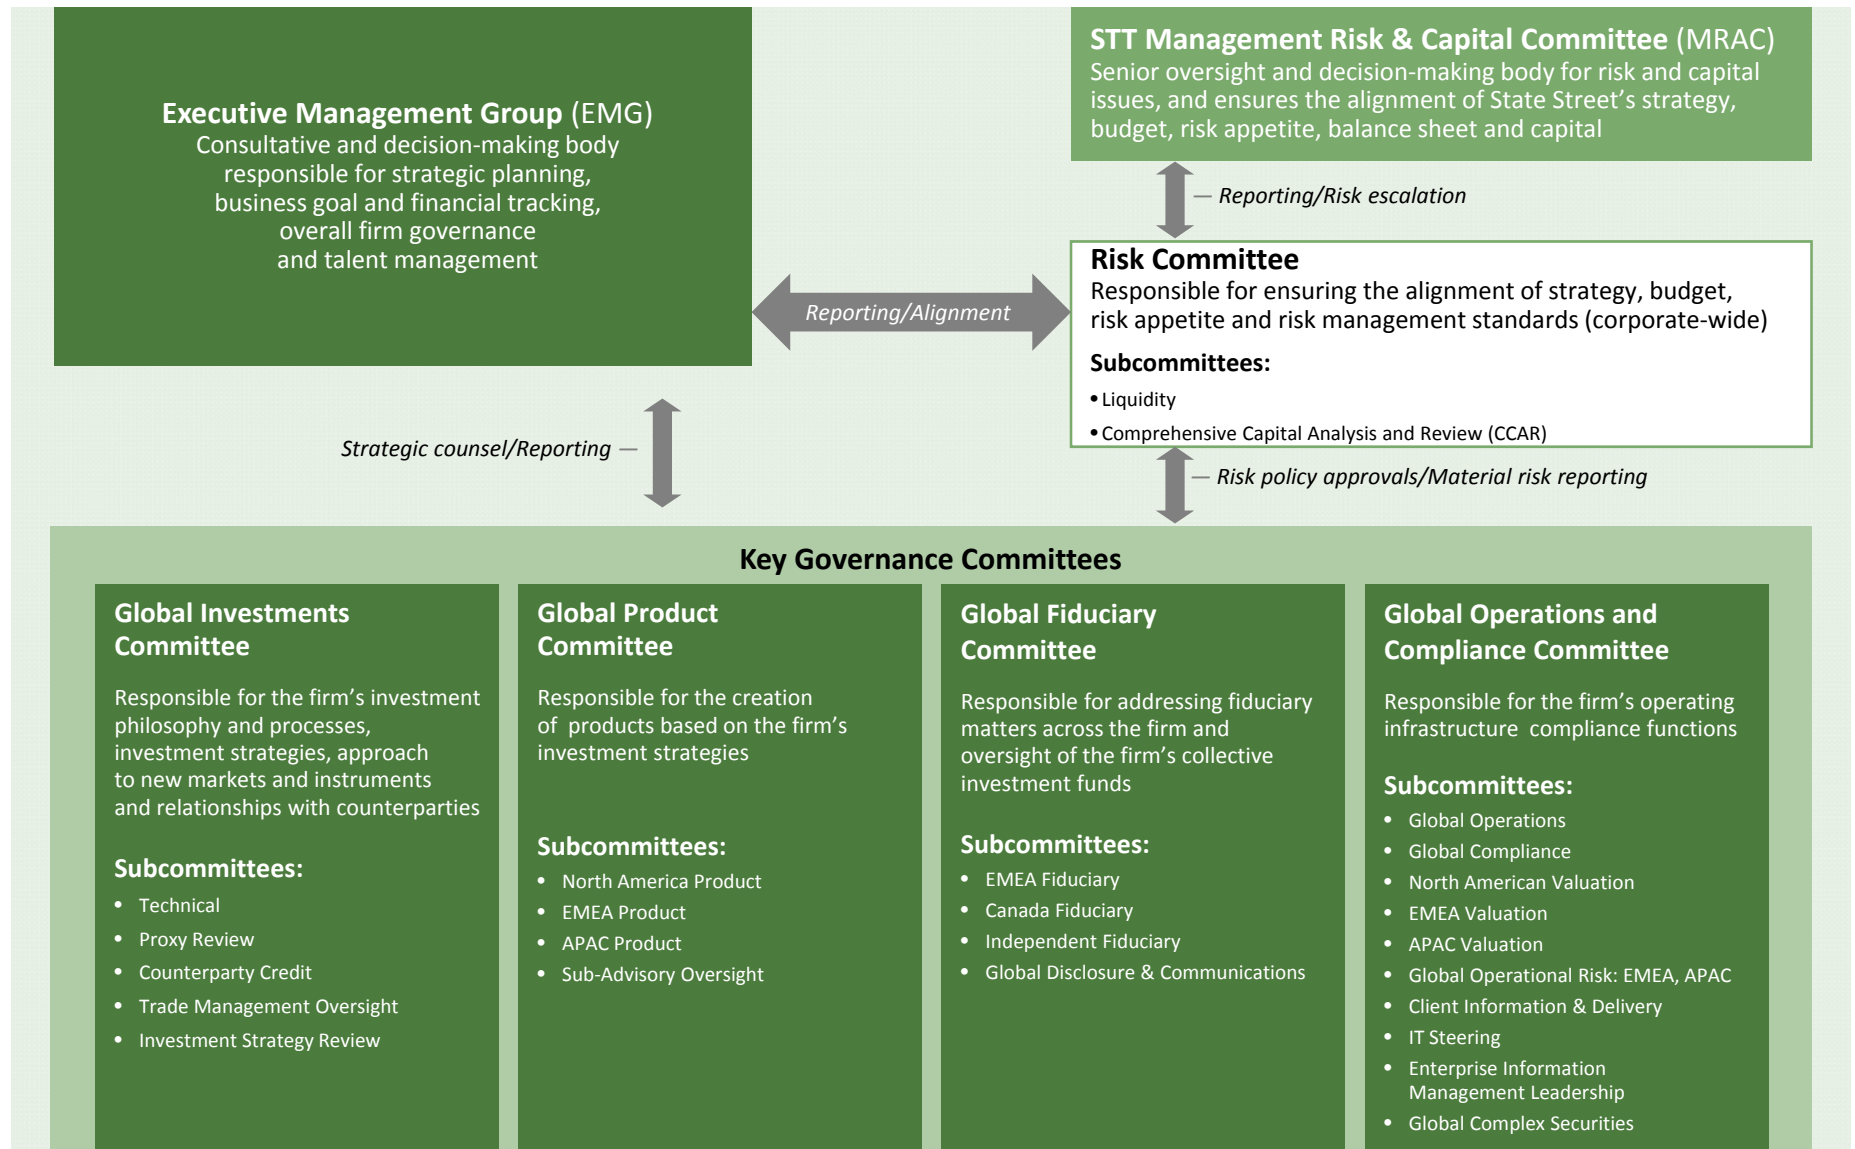 Executive Management Group (EMG)
Consultative and decision-making body
responsible for strategic planning,
business goal and financial tracking,
overall firm governance
and talent management
STT Management Risk & Capital Committee (MRAC)
Senior oversight and decision-making body for risk and capital
issues, and ensures the alignment of State Street’s strategy,
budget, risk appetite, balance sheet and capital
— Reporting/Risk escalation
Reporting/Alignment
Risk Committee
Responsible for ensuring the alignment of strategy, budget,
risk appetite and risk management standards (corporate-wide)
Subcommittees:
• Liquidity
• Comprehensive Capital Analysis and Review (CCAR)
Strategic counsel/Reporting —
— Risk policy approvals/Material risk reporting
Key Governance Committees
Global Investments
Committee
Responsible for the firm’s investment
philosophy and processes,
investment strategies, approach
to new markets and instruments
and relationships with counterparties
Subcommittees:
• Technical
• Proxy Review
• Counterparty Credit
• Trade Management Oversight
• Investment Strategy Review
Global Product
Committee
Responsible for the creation
of products based on the firm’s
investment strategies
Subcommittees:
• North America Product
• EMEA Product
• APAC Product
• Sub-Advisory Oversight
Global Fiduciary
Committee
Responsible for addressing fiduciary
matters across the firm and
oversight of the firm’s collective
investment funds
Subcommittees:
• EMEA Fiduciary
• Canada Fiduciary
• Independent Fiduciary
• Global Disclosure & Communications
Global Operations and
Compliance Committee
Responsible for the firm’s operating
infrastructure compliance functions
Subcommittees:
• Global Operations
• Global Compliance
• North American Valuation
• EMEA Valuation
• APAC Valuation
• Global Operational Risk: EMEA, APAC
• Client Information & Delivery
• IT Steering
• Enterprise Information
Management Leadership
• Global Complex Securities